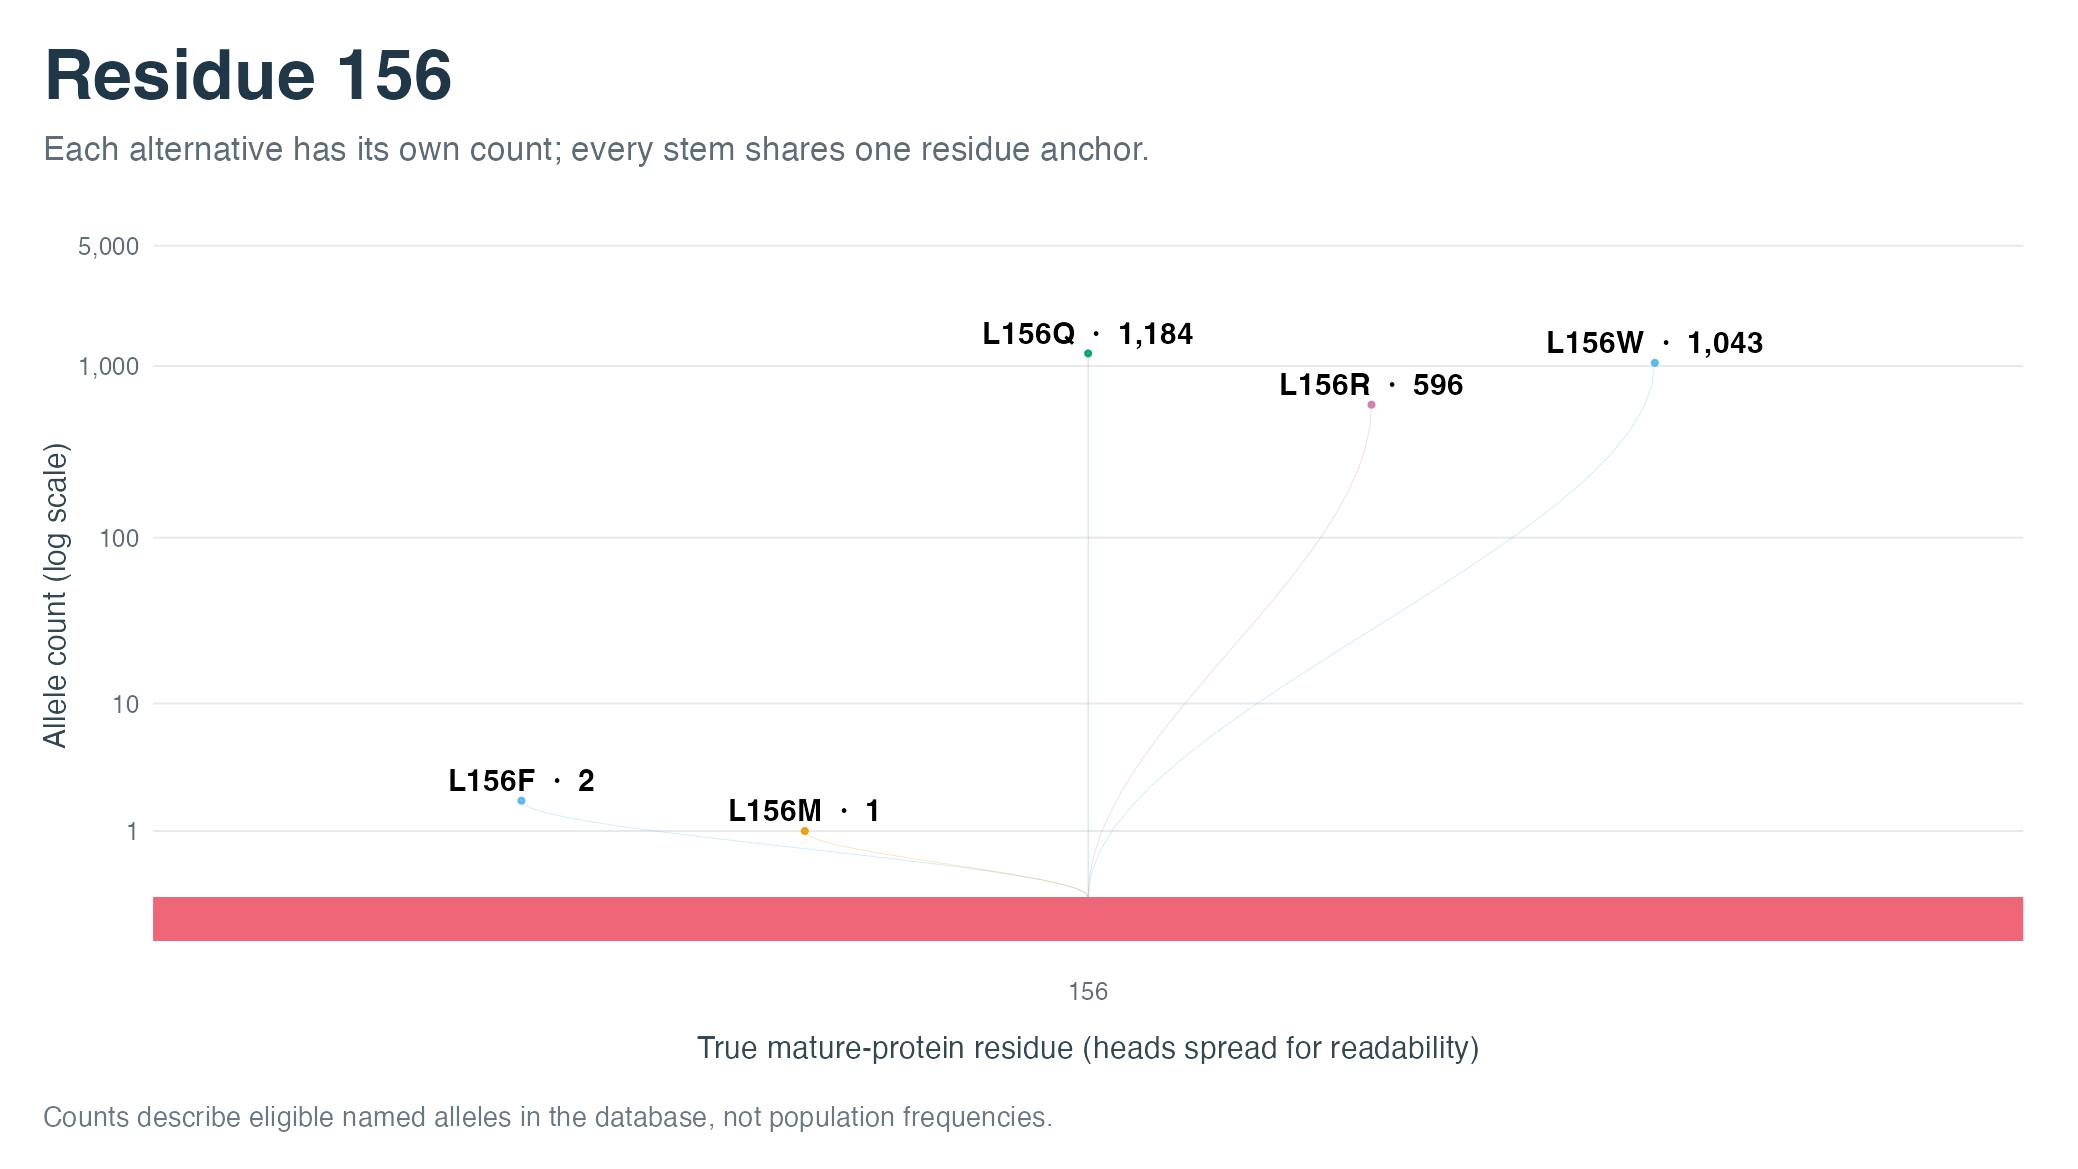 Residue 156
Each alternative has its own count; every stem shares one residue anchor.
5,000
1,000
100
10
1
Allele count (log scale)
L156Q · 1,184
L156W · 1,043
L156R · 596
L156F · 2
L156M · 1
156
True mature-protein residue (heads spread for readability)
Counts describe eligible named alleles in the database, not population frequencies.